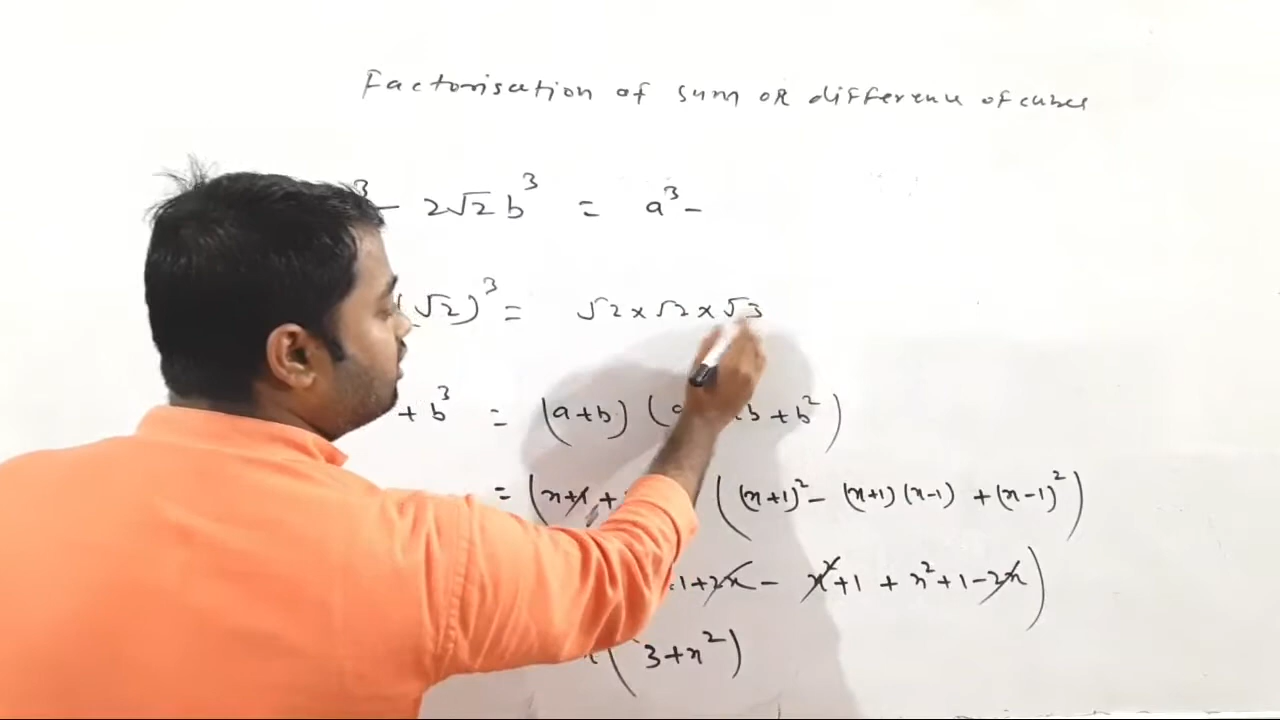 Factorisation of sum OR difference of cubes
³ - 2√2 b³ = a³ -
(√2)³ = √2 × √2 × √3
+ b³ = (a+b) ( b + b²)
= (x+1 + ((x+1)² - (x+1)(x-1) + (x-1)²)
1 + 2x - x² + 1 + x² + 1 - 2x)
(3 + x²)